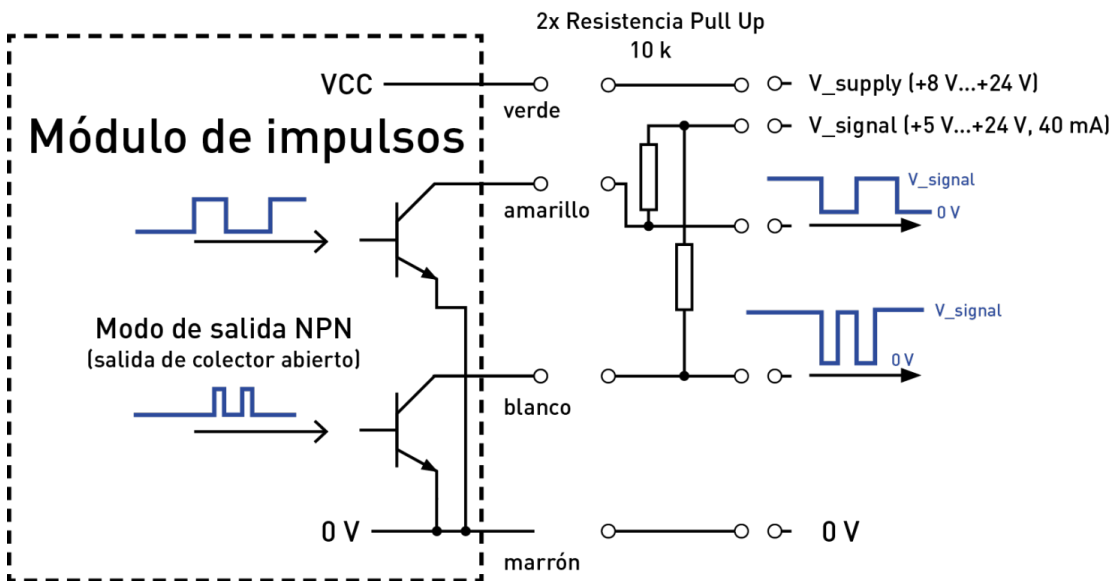 2x Resistencia Pull Up
10 k
VCC
verde
V_supply (+8 V...+24 V)
V_signal (+5 V...+24 V, 40 mA)
Módulo de impulsos
amarillo
V_signal
0 V
Modo de salida NPN
(salida de colector abierto)
V_signal
0 V
blanco
0 V
0 V
marrón